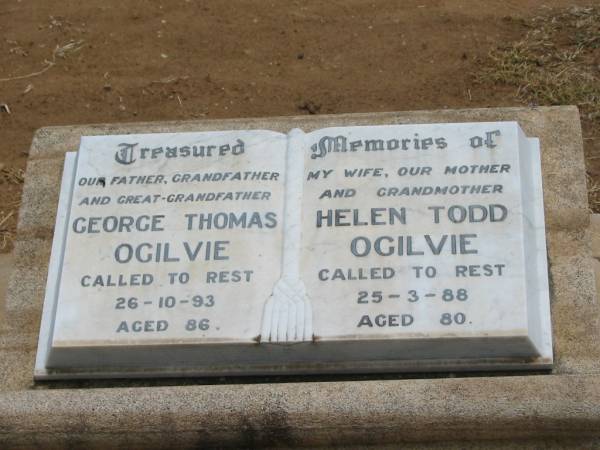 Treasured Memories of
OUR FATHER, GRANDFATHER
AND GREAT-GRANDFATHER
GEORGE THOMAS
OGILVIE
CALLED TO REST
26-10-93
AGED 86.
MY WIFE, OUR MOTHER
AND GRANDMOTHER
HELEN TODD
OGILVIE
CALLED TO REST
25-3-88
AGED 80.